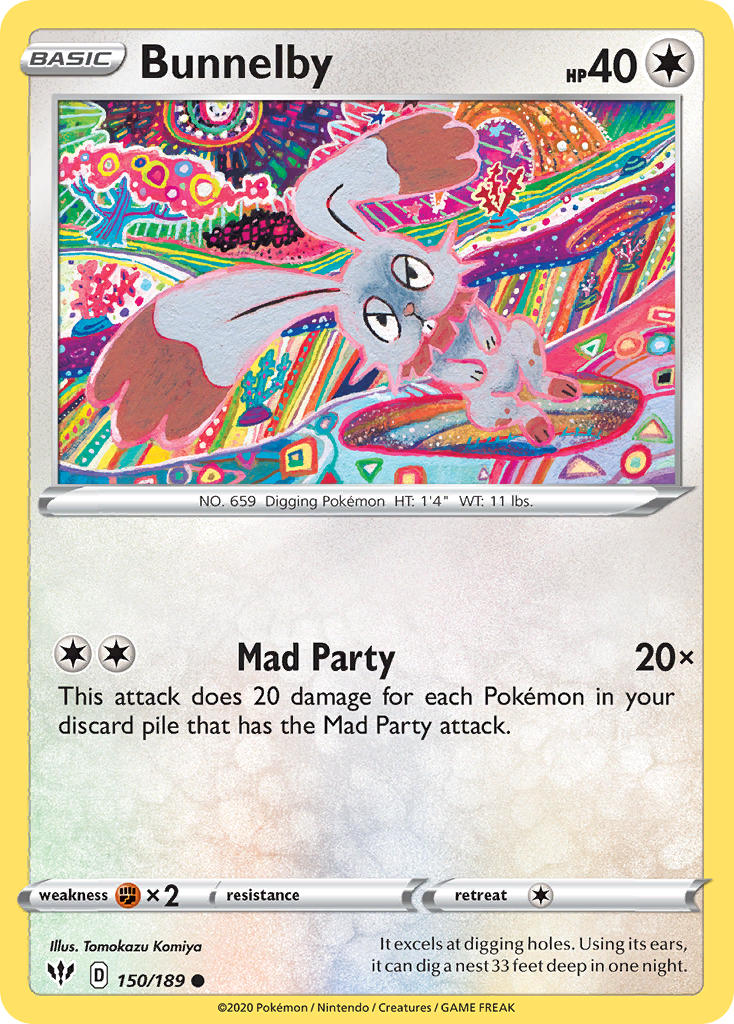 BASIC Bunnelby HP40
NO. 659 Digging Pokémon HT: 1'4" WT: 11 lbs.
Mad Party 20×
This attack does 20 damage for each Pokémon in your
discard pile that has the Mad Party attack.
weakness ×2 resistance retreat
Illus. Tomokazu Komiya
It excels at digging holes. Using its ears,
it can dig a nest 33 feet deep in one night.
D 150/189
©2020 Pokémon / Nintendo / Creatures / GAME FREAK